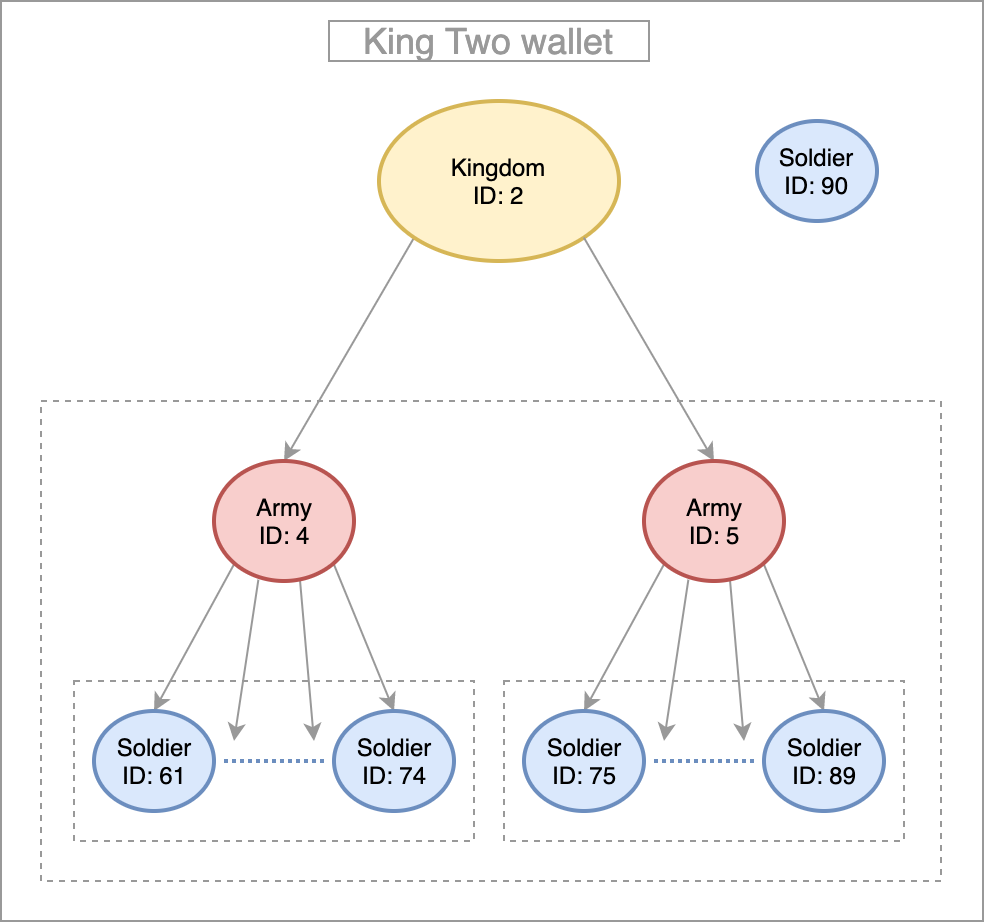 King Two wallet
Kingdom
ID: 2
Soldier
ID: 90
Army
ID: 4
Army
ID: 5
Soldier
ID: 61
Soldier
ID: 74
Soldier
ID: 75
Soldier
ID: 89